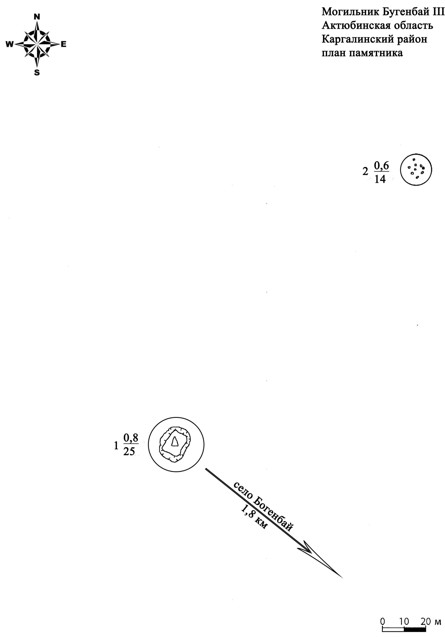 N
W E
S
Могильник Бугенбай III
Актюбинская область
Каргалинский район
план памятника
2 0,6
14
1 0,8
25
село Богенбай
1,8 км
0 10 20 м